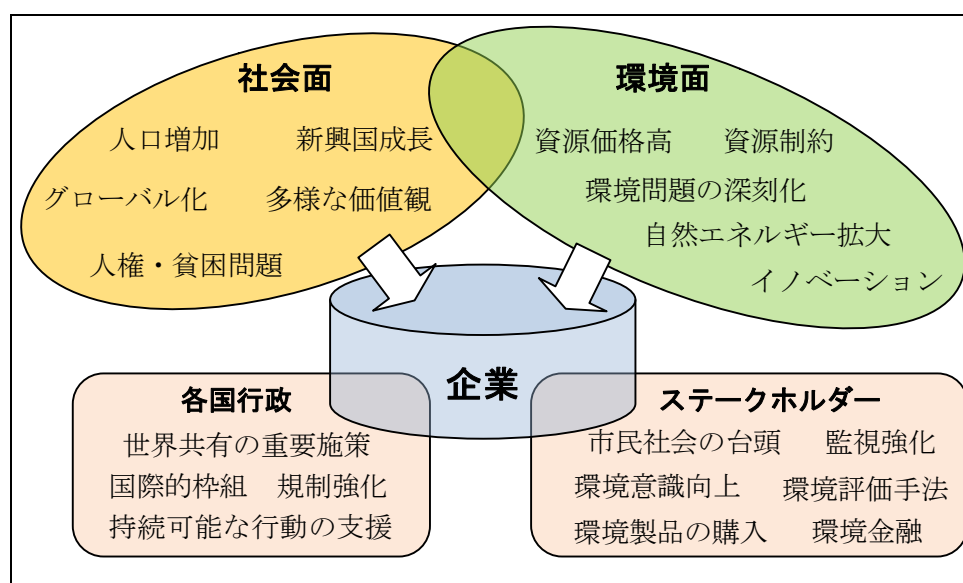 社会面
人口増加 新興国成長
グローバル化 多様な価値観
人権・貧困問題
環境面
資源価格高 資源制約
環境問題の深刻化
自然エネルギー拡大
イノベーション
企業
各国行政
世界共有の重要施策
国際的枠組 規制強化
持続可能な行動の支援
ステークホルダー
市民社会の台頭 監視強化
環境意識向上 環境評価手法
環境製品の購入 環境金融